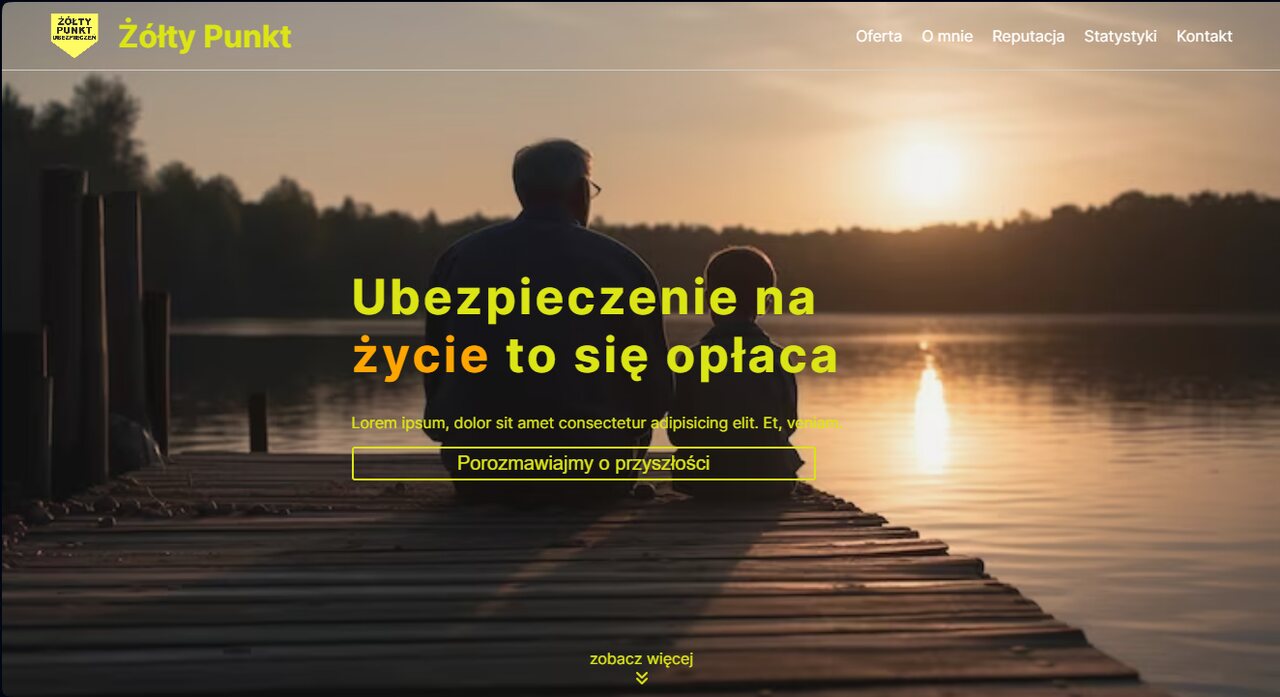 ŻÓŁTY
PUNKT
UBEZPIECZEŃ
Żółty Punkt
Oferta O mnie Reputacja Statystyki Kontakt
Ubezpieczenie na
życie to się opłaca
Lorem ipsum, dolor sit amet consectetur adipisicing elit. Et, veniam.
Porozmawiajmy o przyszłości
zobacz więcej